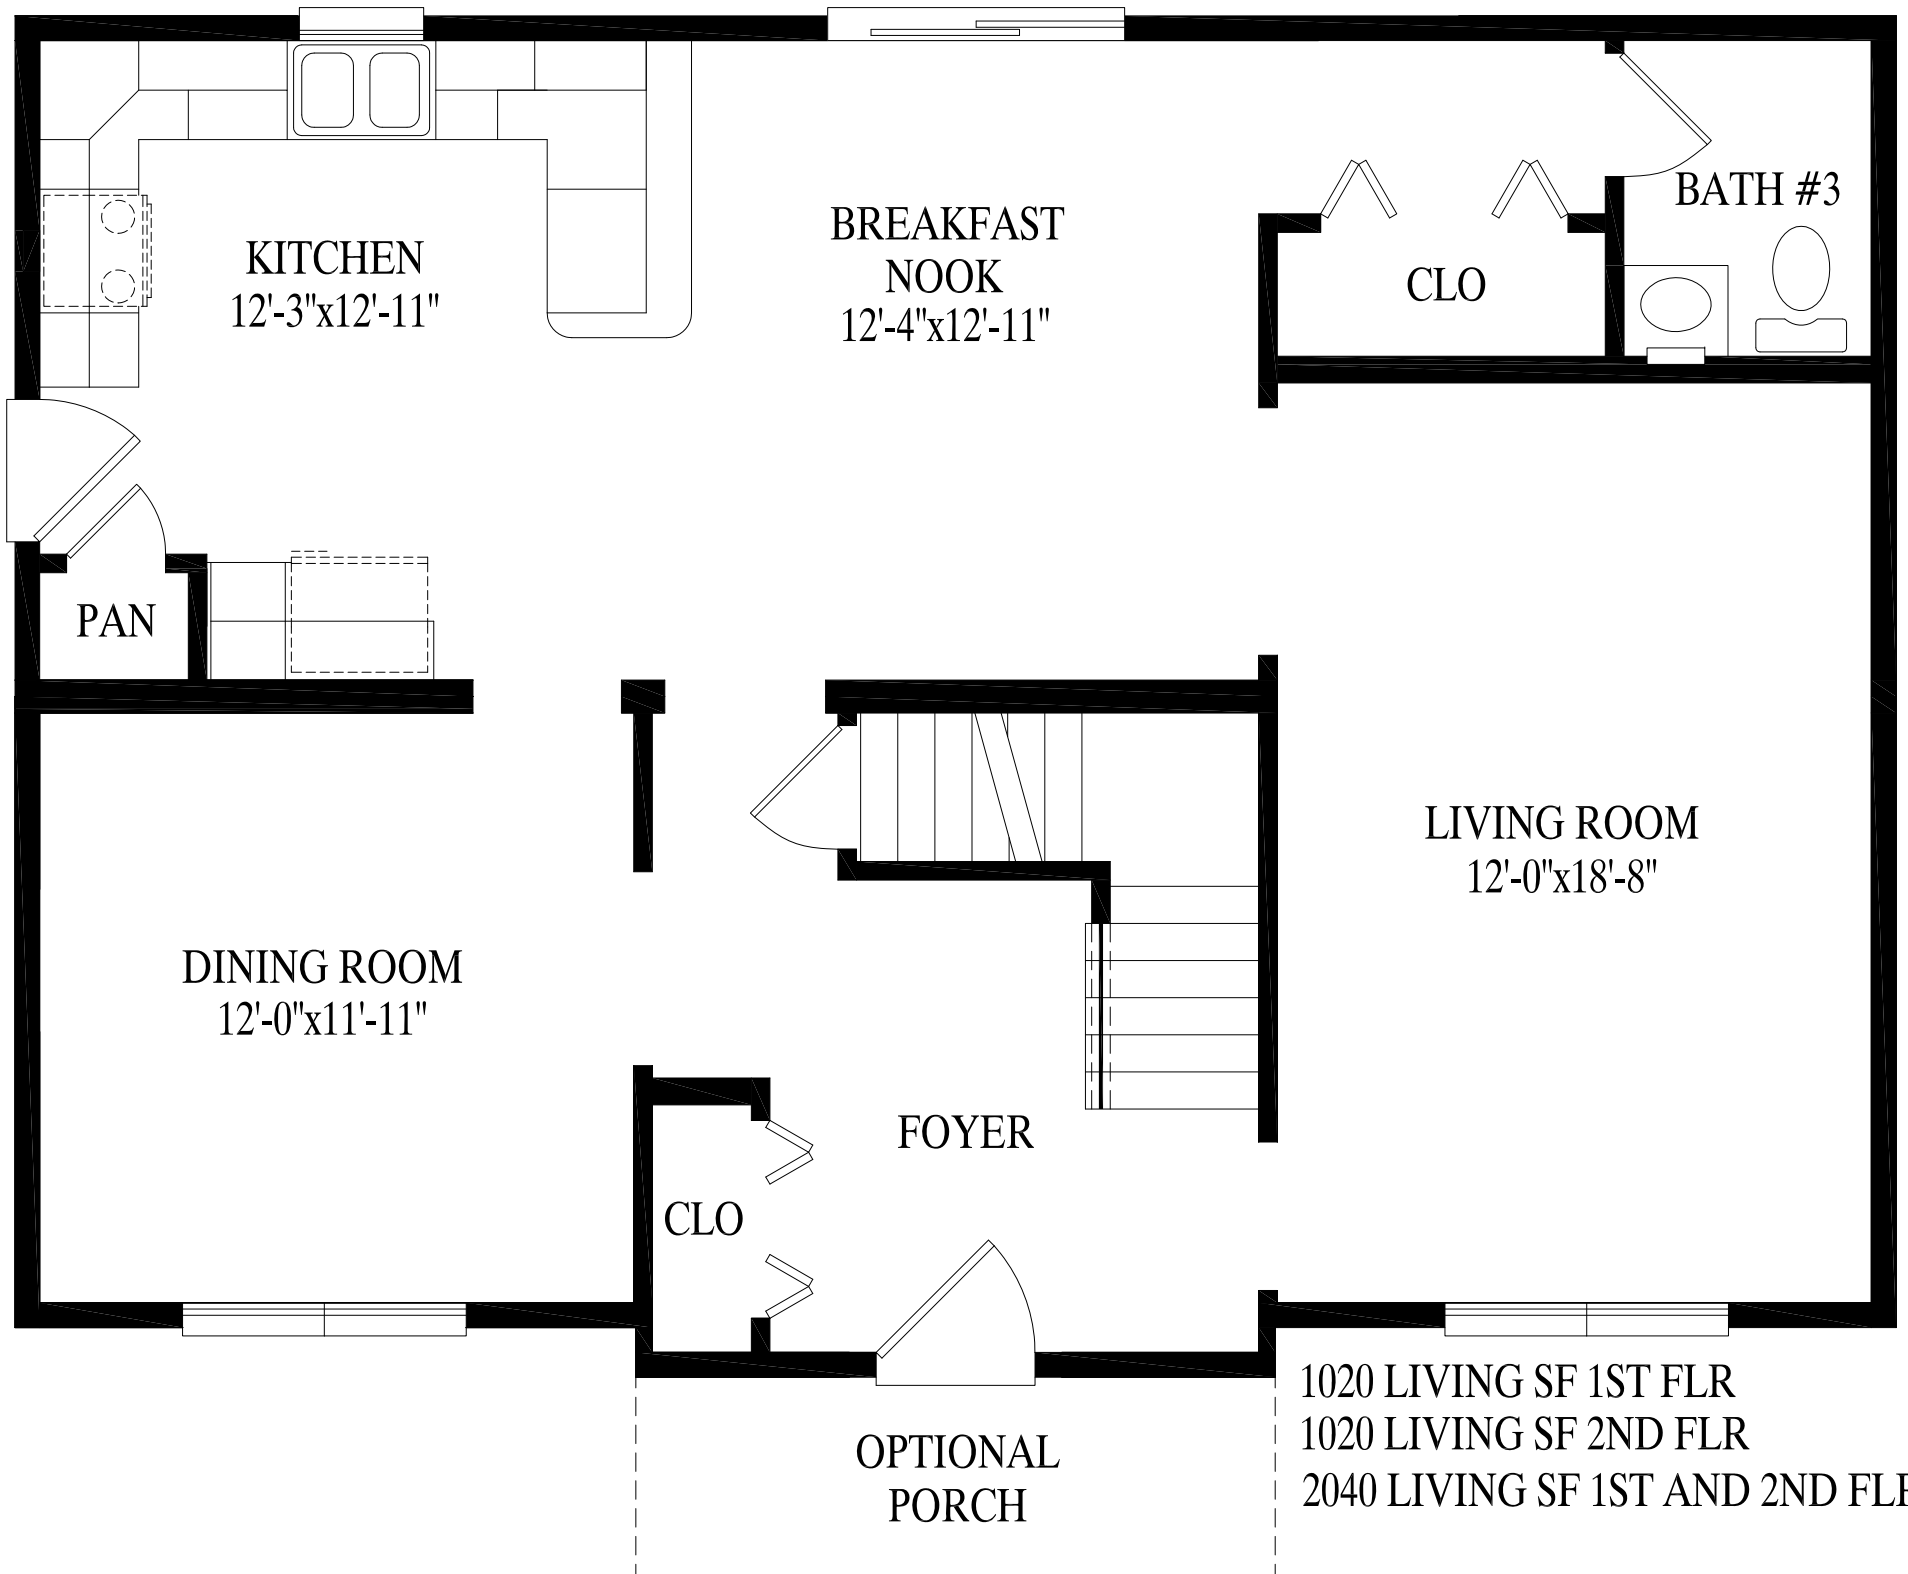 KITCHEN
12'-3"x12'-11"
BREAKFAST
NOOK
12'-4"x12'-11"
CLO
BATH #3
PAN
LIVING ROOM
12'-0"x18'-8"
DINING ROOM
12'-0"x11'-11"
FOYER
CLO
OPTIONAL
PORCH
1020 LIVING SF 1ST FLR
1020 LIVING SF 2ND FLR
2040 LIVING SF 1ST AND 2ND FLR